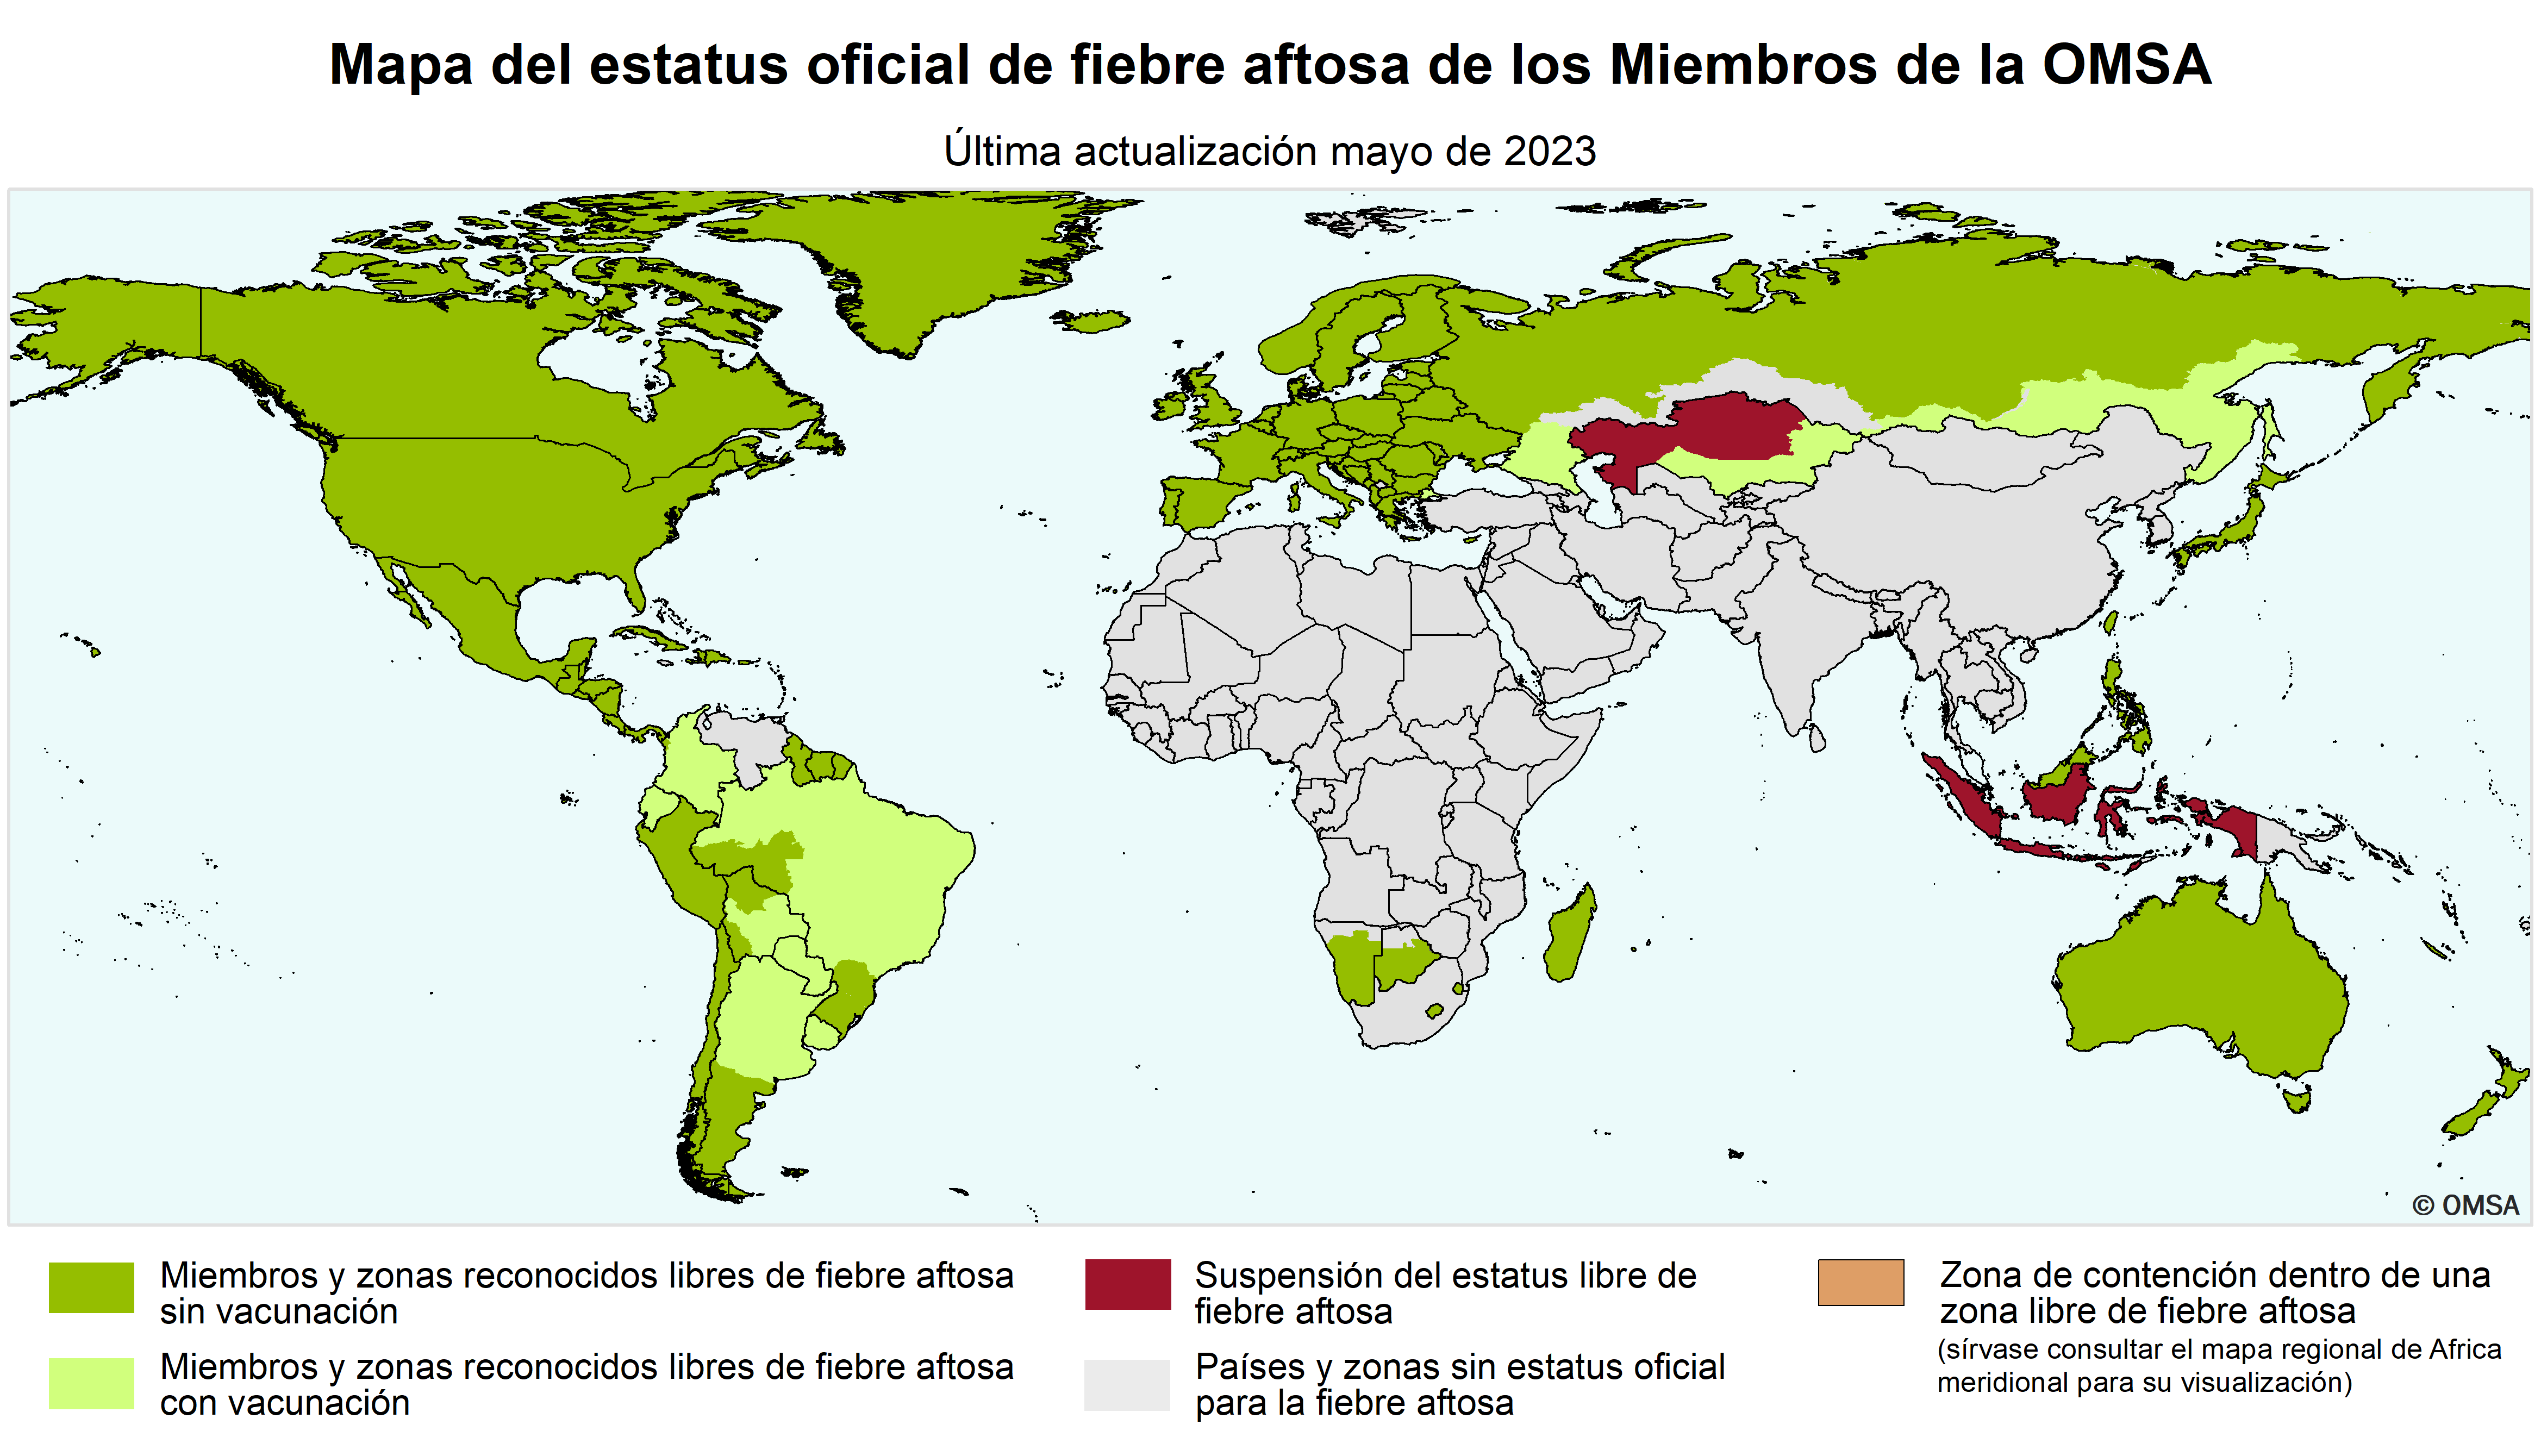 Mapa del estatus oficial de fiebre aftosa de los Miembros de la OMSA
Última actualización mayo de 2023
© OMSA
Miembros y zonas reconocidos libres de fiebre aftosa
sin vacunación
Miembros y zonas reconocidos libres de fiebre aftosa
con vacunación
Suspensión del estatus libre de
fiebre aftosa
Países y zonas sin estatus oficial
para la fiebre aftosa
Zona de contención dentro de una
zona libre de fiebre aftosa
(sírvase consultar el mapa regional de Africa
meridional para su visualización)